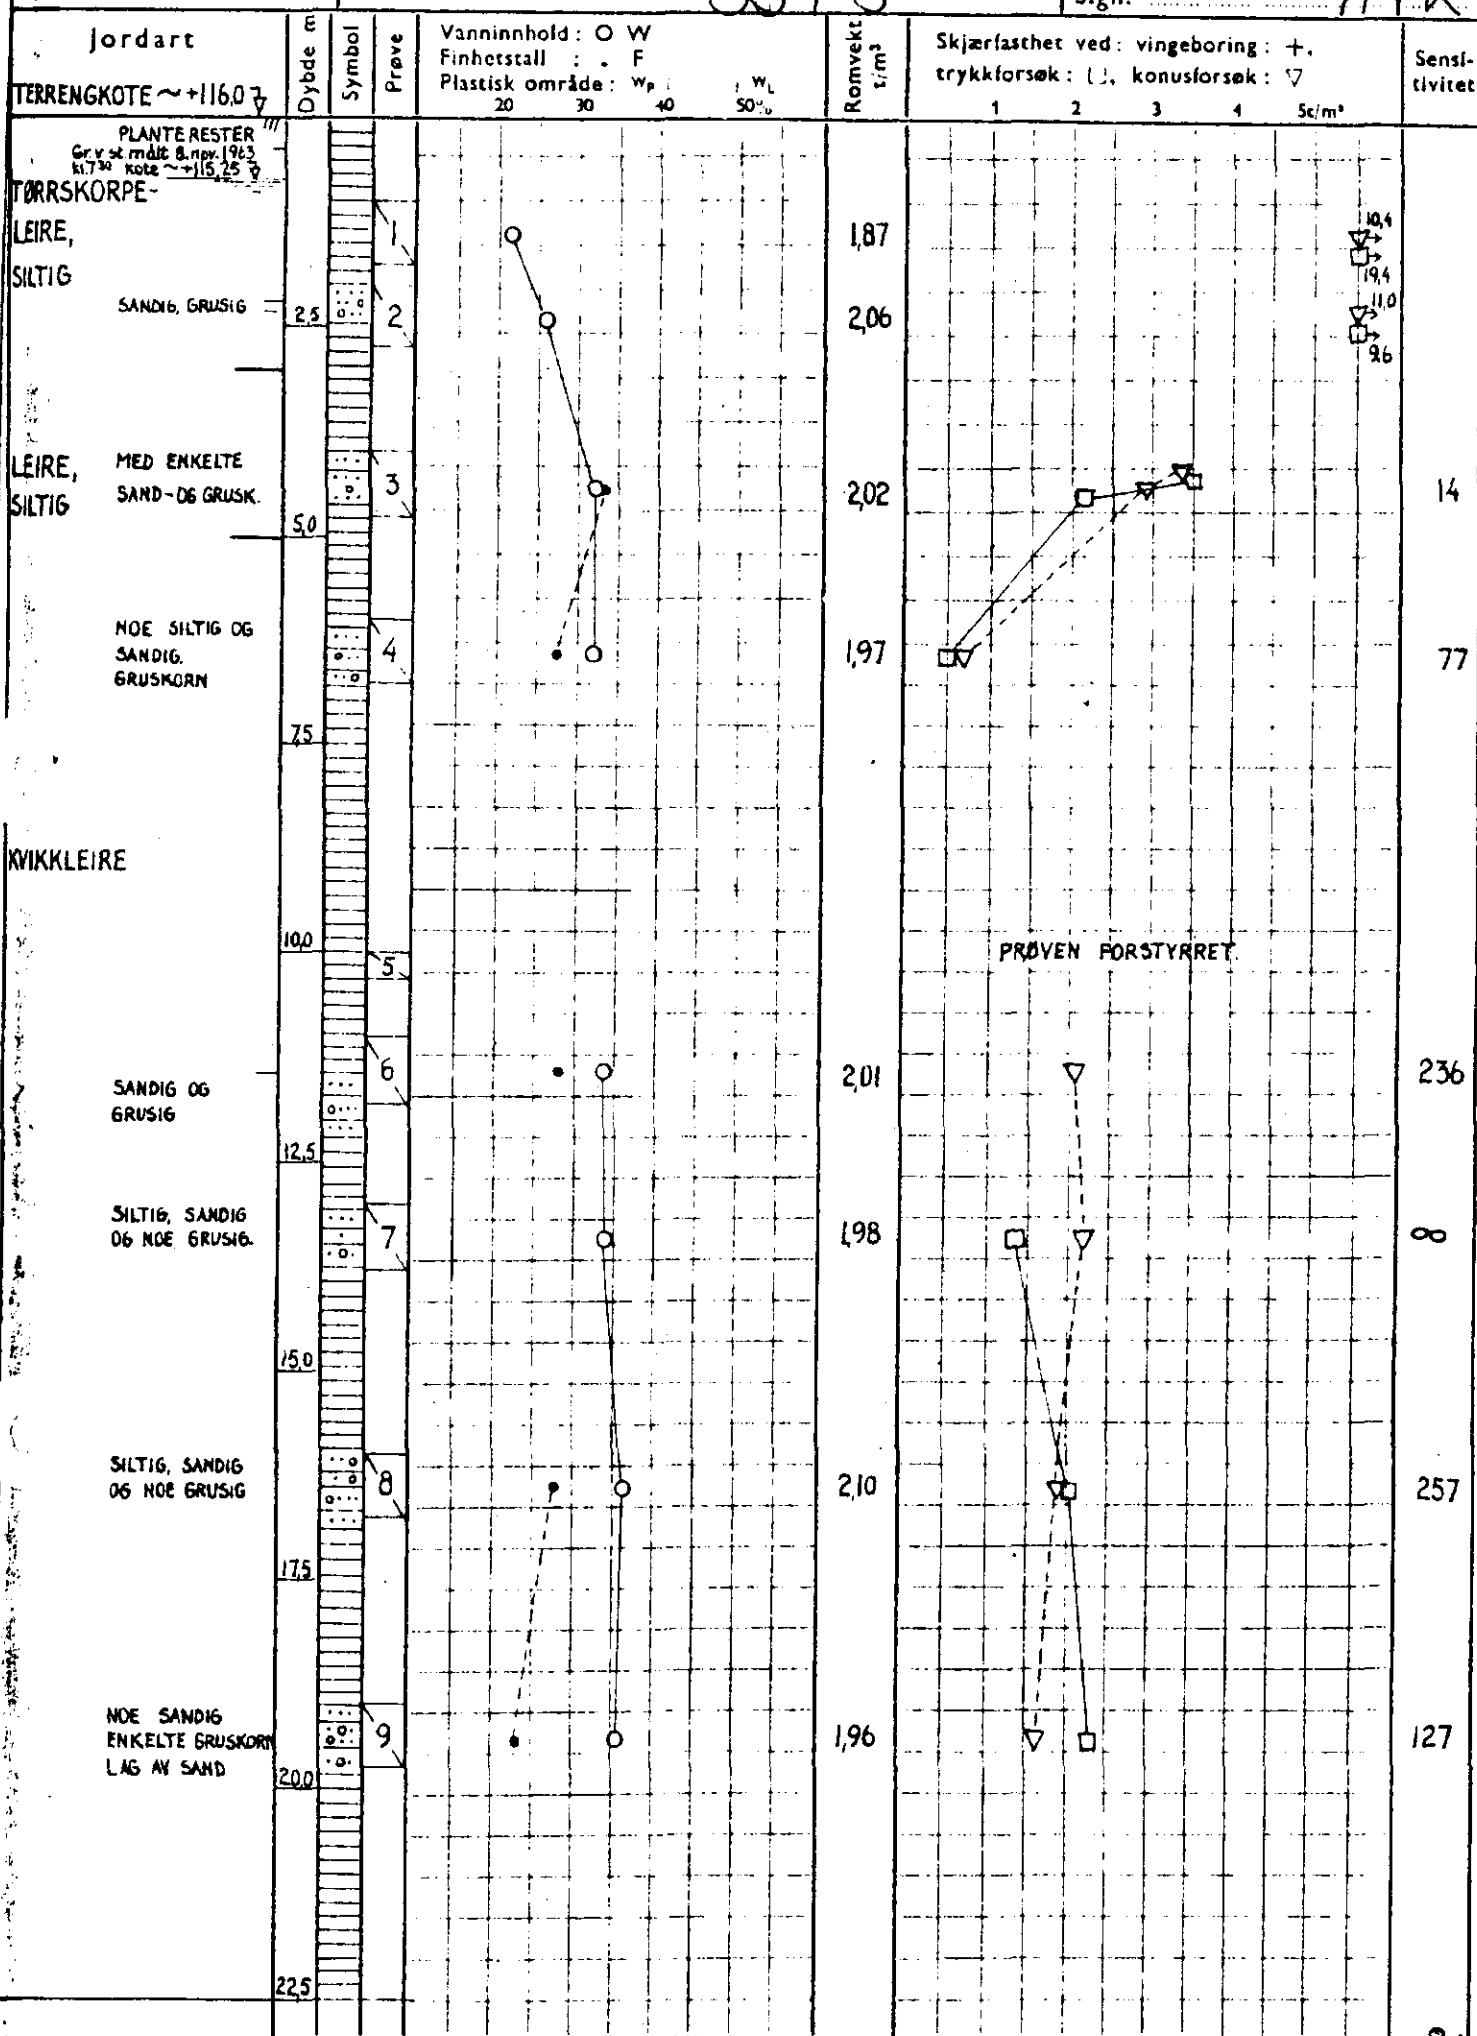 Jordart
TERRENGKOTE ~ +116.0
Dybde m
Symbol
Prøve
Vanninnhold: O W
Finhetstall : . F
Plastisk område: WP WL
20 30 40 50%
Romvekt t/m³
Skjærfasthet ved: vingeboring: +,
trykkforsøk: □, konusforsøk: ▽
1 2 3 4 5t/m²
Sensi-
tivitet
PLANTERESTER
Gr.v st. målt 8. nov. 1963
kl. 7³⁰ kote ~ +115,25
TØRRSKORPE-
LEIRE,
SILTIG
1
1,87
10,4
19,4
SANDIG, GRUSIG
2,5
2
2,06
11,0
9,6
LEIRE,
SILTIG
MED ENKELTE
SAND- OG GRUSK.
3
2,02
14
5,0
NOE SILTIG OG
SANDIG.
GRUSKORN
4
1,97
77
7,5
KVIKKLEIRE
10,0
5
PRØVEN FORSTYRRET.
SANDIG OG
GRUSIG
6
2,01
236
12,5
SILTIG, SANDIG
OG NOE GRUSIG.
7
1,98
∞
15,0
SILTIG, SANDIG
OG NOE GRUSIG
8
2,10
257
17,5
NOE SANDIG
ENKELTE GRUSKORN
LAG AV SAND
9
1,96
127
20,0
22,5